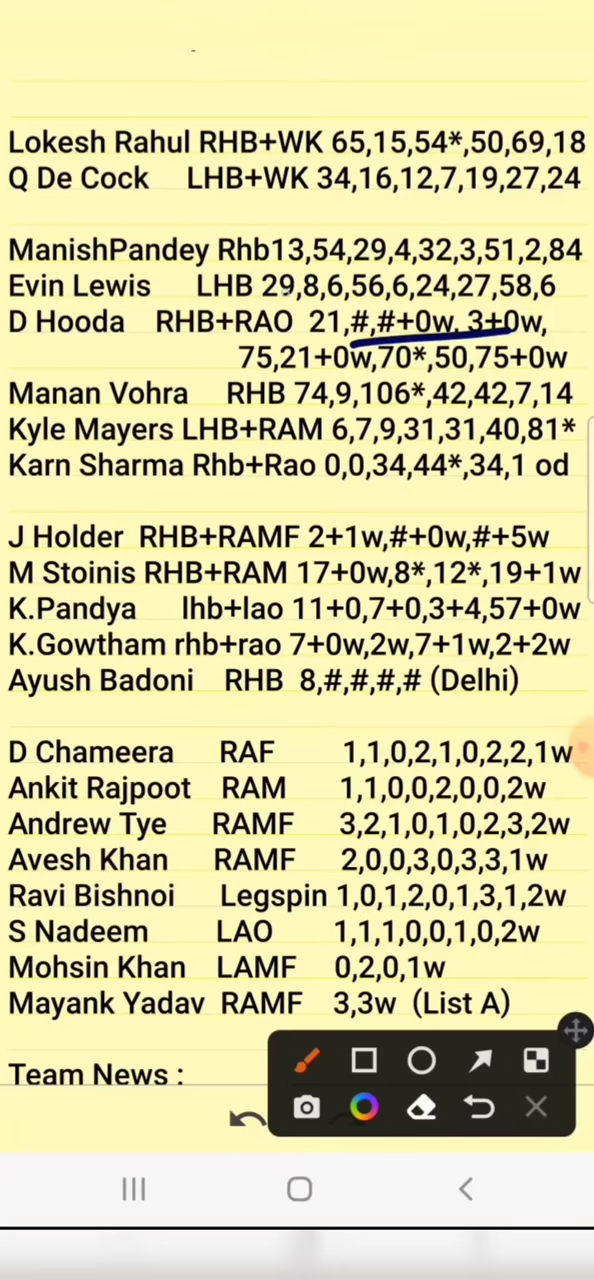 Lokesh Rahul RHB+WK 65,15,54*,50,69,18
Q De Cock LHB+WK 34,16,12,7,19,27,24
ManishPandey Rhb13,54,29,4,32,3,51,2,84
Evin Lewis LHB 29,8,6,56,6,24,27,58,6
D Hooda RHB+RAO 21,#,#+0w, 3+0w,
75,21+0w,70*,50,75+0w
Manan Vohra RHB 74,9,106*,42,42,7,14
Kyle Mayers LHB+RAM 6,7,9,31,31,40,81*
Karn Sharma Rhb+Rao 0,0,34,44*,34,1 od
J Holder RHB+RAMF 2+1w,#+0w,#+5w
M Stoinis RHB+RAM 17+0w,8*,12*,19+1w
K.Pandya lhb+lao 11+0,7+0,3+4,57+0w
K.Gowtham rhb+rao 7+0w,2w,7+1w,2+2w
Ayush Badoni RHB 8,#,#,#,# (Delhi)
D Chameera RAF 1,1,0,2,1,0,2,2,1w
Ankit Rajpoot RAM 1,1,0,0,2,0,0,2w
Andrew Tye RAMF 3,2,1,0,1,0,2,3,2w
Avesh Khan RAMF 2,0,0,3,0,3,3,1w
Ravi Bishnoi Legspin 1,0,1,2,0,1,3,1,2w
S Nadeem LAO 1,1,1,0,0,1,0,2w
Mohsin Khan LAMF 0,2,0,1w
Mayank Yadav RAMF 3,3w (List A)
Team News :